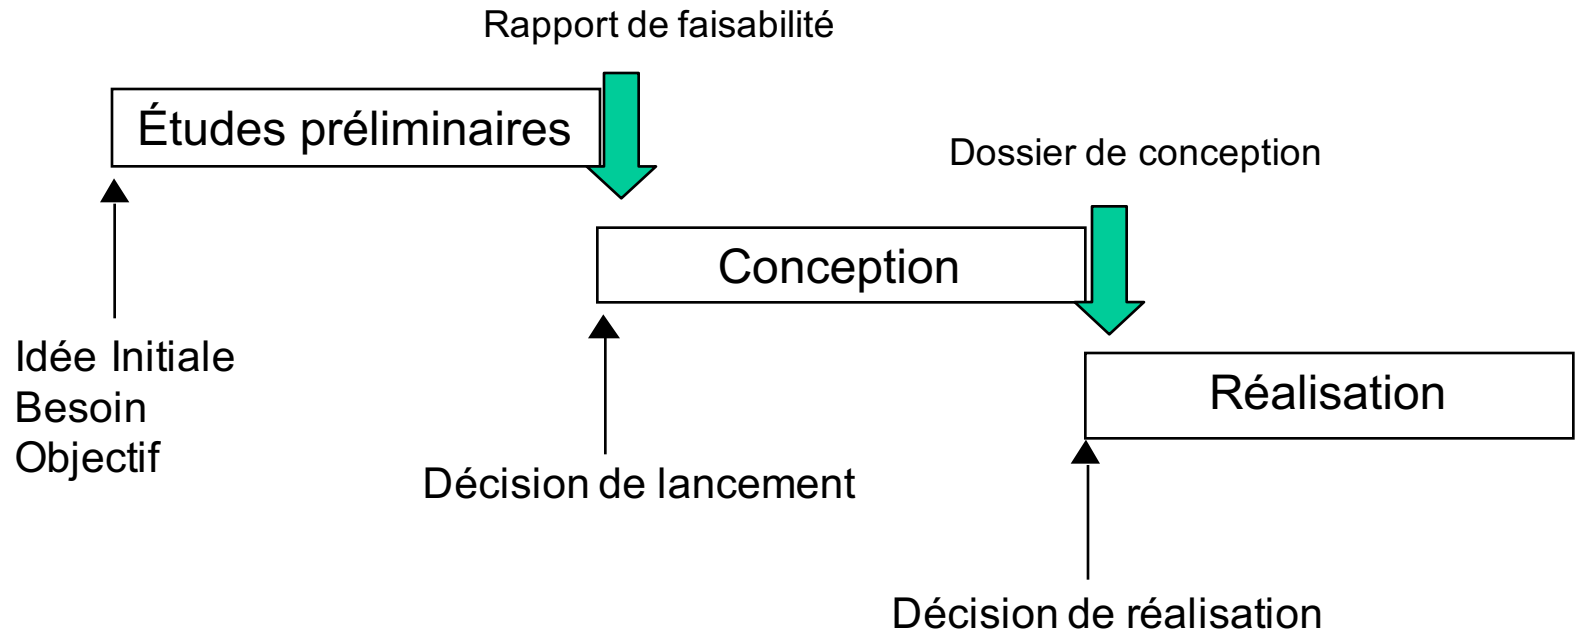 Rapport de faisabilité
Études préliminaires
Dossier de conception
Conception
Idée Initiale
Besoin
Objectif
Réalisation
Décision de lancement
Décision de réalisation